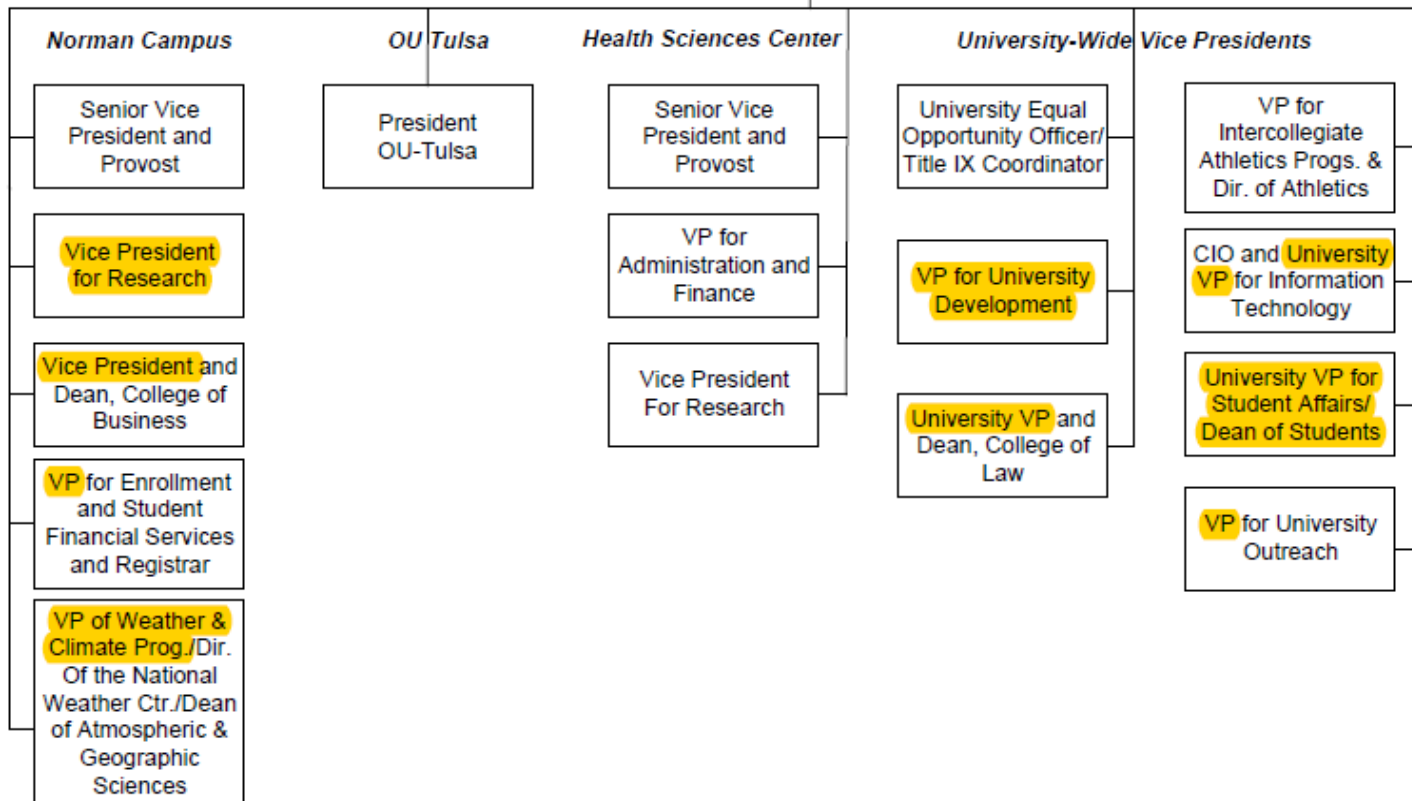 Norman Campus
Senior Vice
President and
Provost
Vice President
for Research
Vice President and
Dean, College of
Business
VP for Enrollment
and Student
Financial Services
and Registrar
VP of Weather &
Climate Prog./Dir.
Of the National
Weather Ctr./Dean
of Atmospheric &
Geographic
Sciences
OU Tulsa
President
OU-Tulsa
Health Sciences Center
Senior Vice
President and
Provost
VP for
Administration and
Finance
Vice President
For Research
University-Wide Vice Presidents
University Equal
Opportunity Officer/
Title IX Coordinator
VP for University
Development
University VP and
Dean, College of
Law
VP for
Intercollegiate
Athletics Progs. &
Dir. of Athletics
CIO and University
VP for Information
Technology
University VP for
Student Affairs/
Dean of Students
VP for University
Outreach